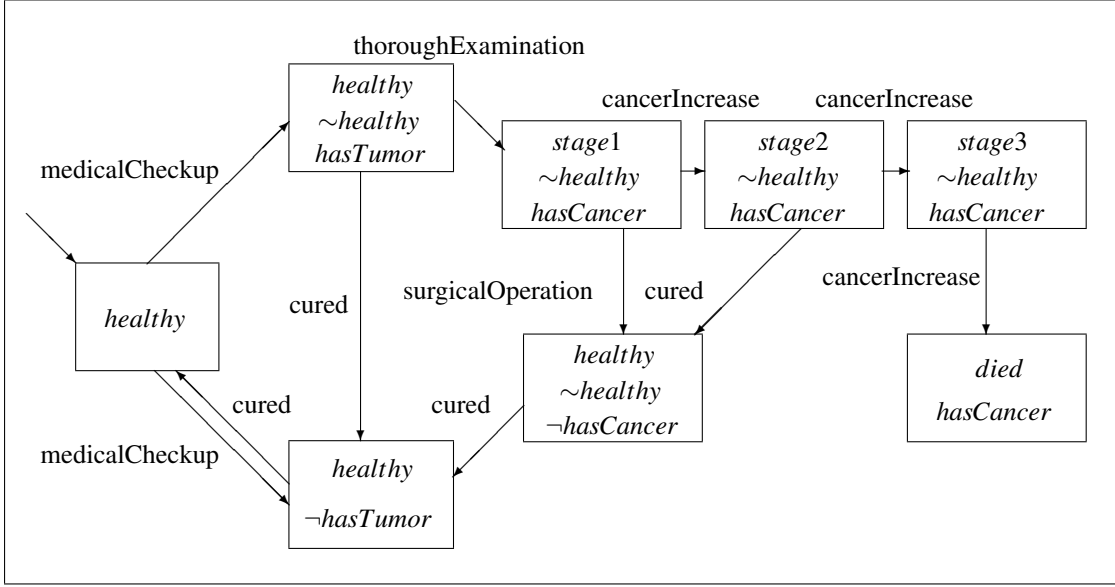 thoroughExamination
healthy
~healthy
hasTumor
cancerIncrease
cancerIncrease
stage1
~healthy
hasCancer
stage2
~healthy
hasCancer
stage3
~healthy
hasCancer
medicalCheckup
healthy
cured
surgicalOperation
cured
cancerIncrease
healthy
~healthy
¬hasCancer
died
hasCancer
cured
cured
medicalCheckup
healthy
¬hasTumor